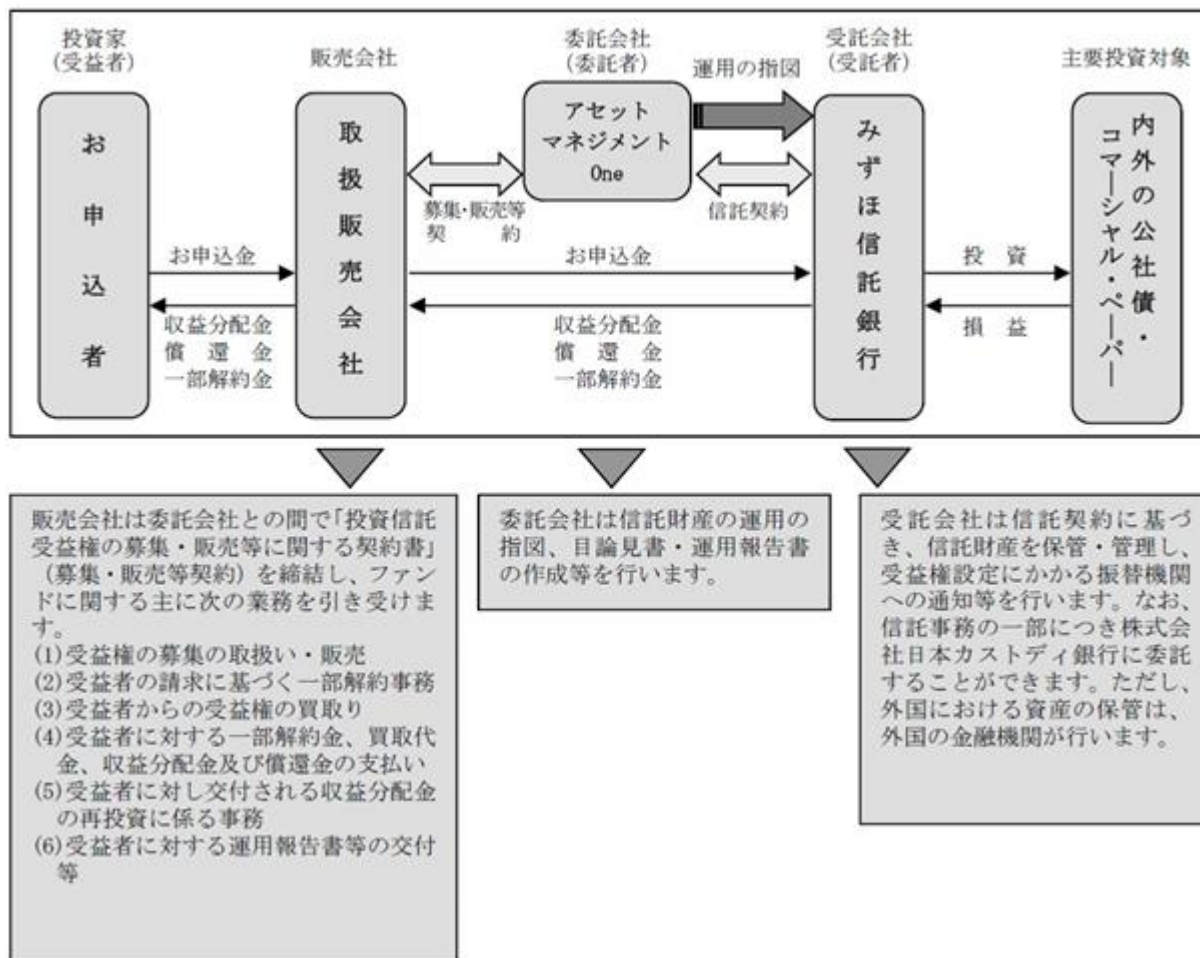 投資家
(受益者)
販売会社
委託会社
(委託者)
運用の指図
受託会社
(受託者)
主要投資対象
お申込者
取扱販売会社
アセット
マネジメント
One
みずほ信託銀行
内外の公社債・
コマーシャル・ペーパー
募集・販売等
契　　約
信託契約
お申込金
お申込金
投　資
収益分配金
償　還　金
一部解約金
収益分配金
償　還　金
一部解約金
損　益
販売会社は委託会社との間で「投資信託
受益権の募集・販売等に関する契約書」
（募集・販売等契約）を締結し、ファン
ドに関する主に次の業務を引き受けま
す。
(1)受益権の募集の取扱い・販売
(2)受益者の請求に基づく一部解約事務
(3)受益者からの受益権の買取り
(4)受益者に対する一部解約金、買取代
金、収益分配金及び償還金の支払い
(5)受益者に対し交付される収益分配金
の再投資に係る事務
(6)受益者に対する運用報告書等の交付
等
委託会社は信託財産の運用の
指図、目論見書・運用報告書
の作成等を行います。
受託会社は信託契約に基づ
き、信託財産を保管・管理し、
受益権設定にかかる振替機関
への通知等を行います。なお、
信託事務の一部につき株式会
社日本カストディ銀行に委託
することができます。ただし、
外国における資産の保管は、
外国の金融機関が行います。